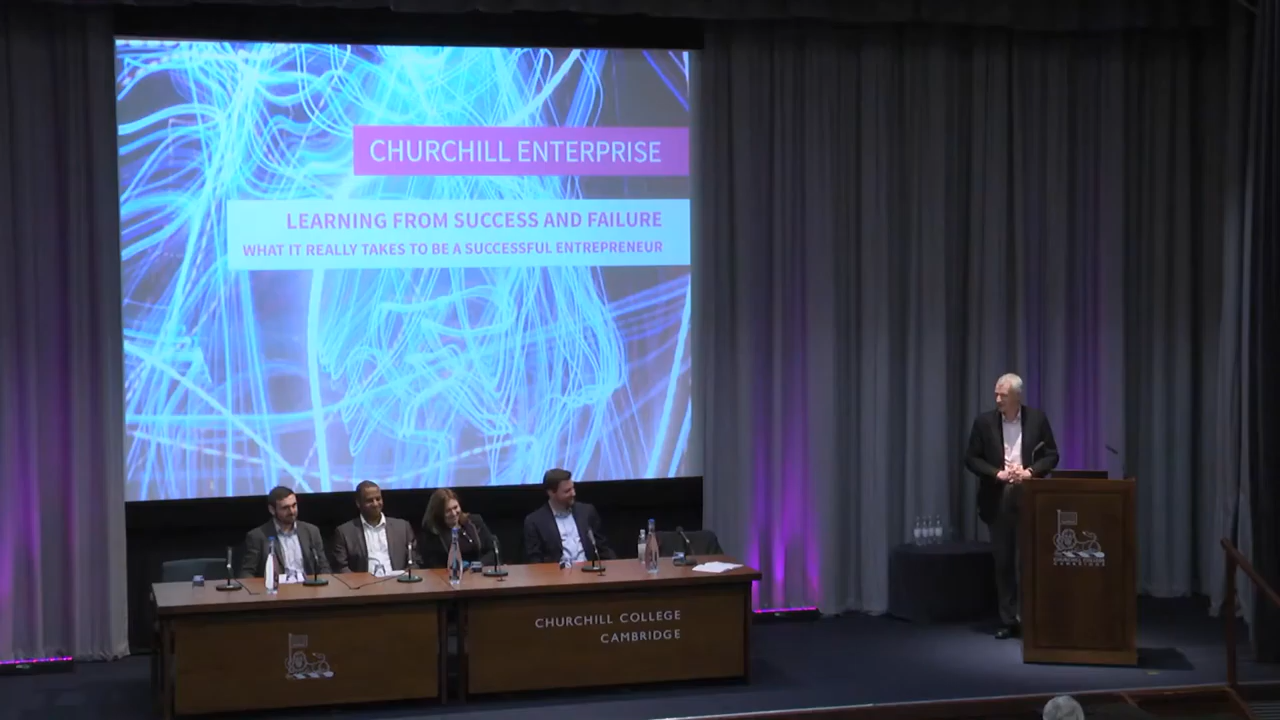 CHURCHILL ENTERPRISE
LEARNING FROM SUCCESS AND FAILURE
WHAT IT REALLY TAKES TO BE A SUCCESSFUL ENTREPRENEUR
CHURCHILL COLLEGE
CAMBRIDGE